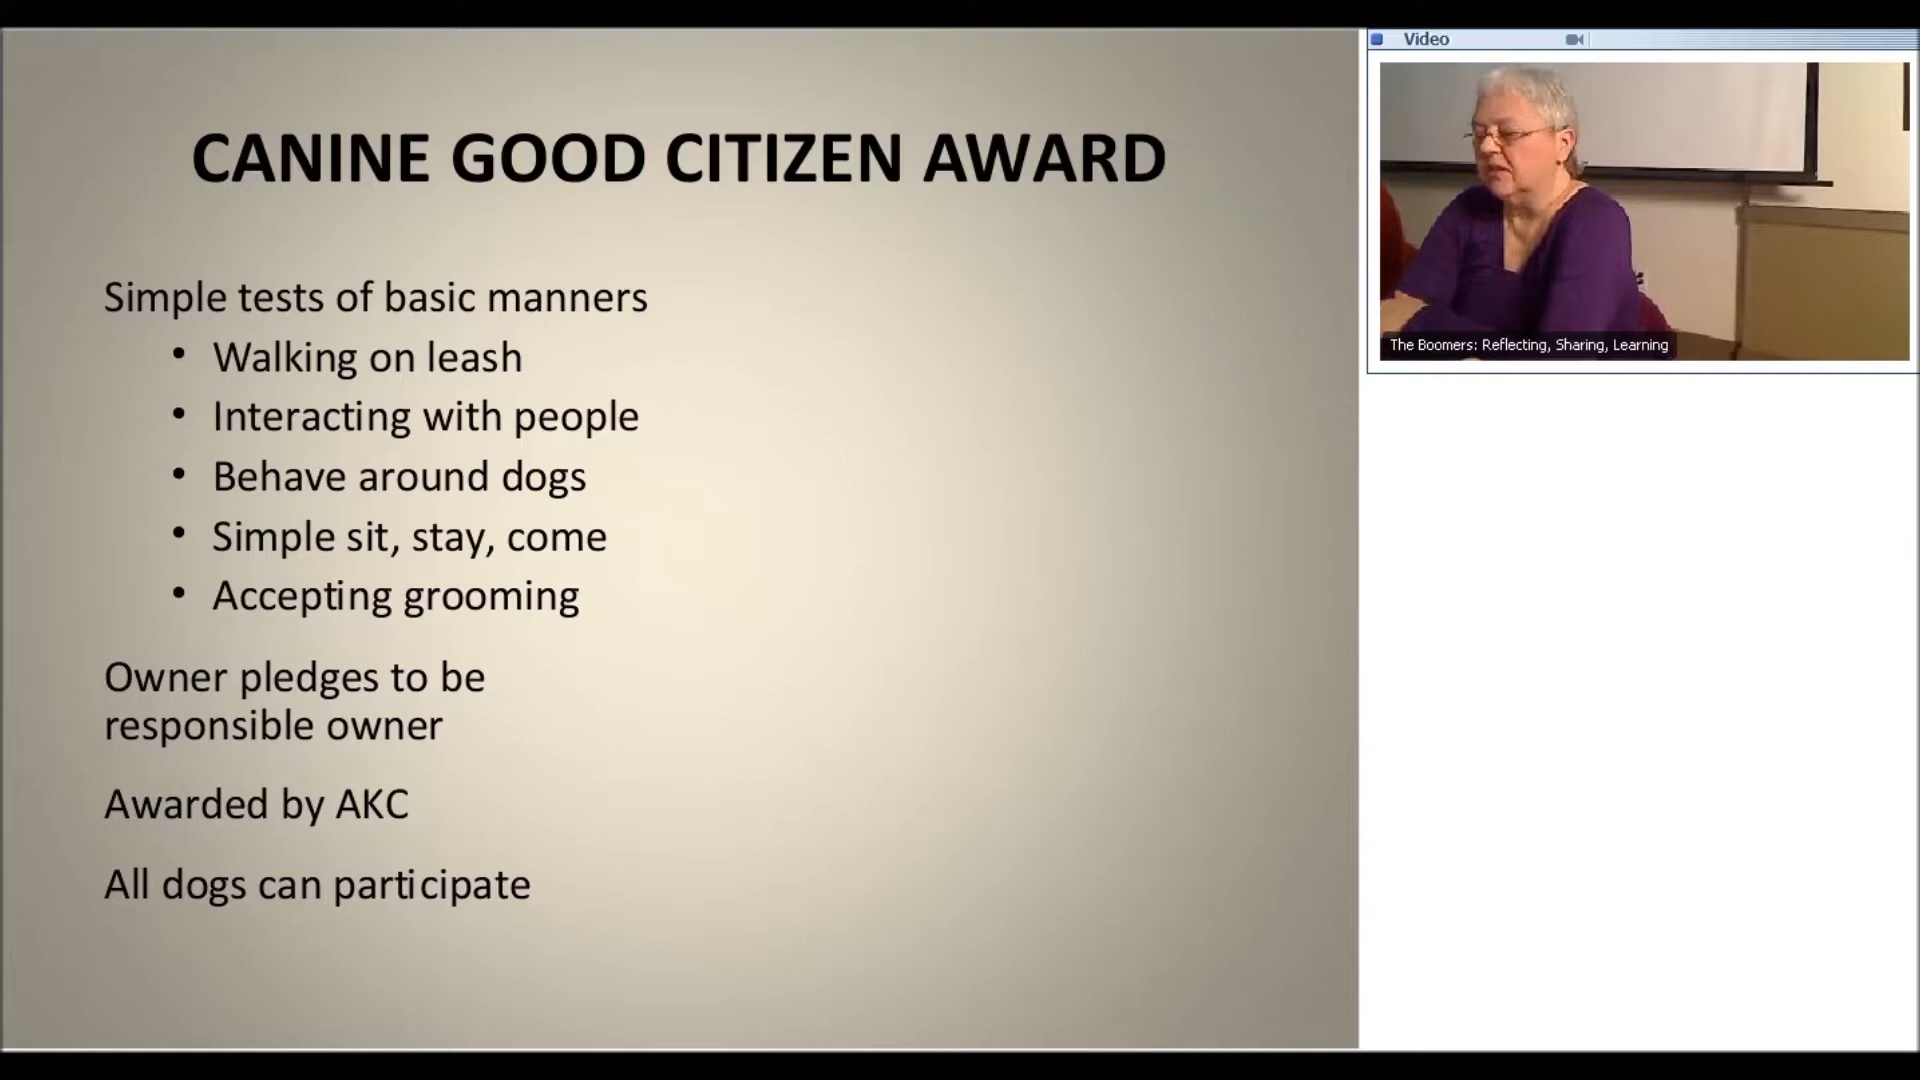 CANINE GOOD CITIZEN AWARD
Simple tests of basic manners
• Walking on leash
• Interacting with people
• Behave around dogs
• Simple sit, stay, come
• Accepting grooming
Owner pledges to be
responsible owner
Awarded by AKC
All dogs can participate
Video
The Boomers: Reflecting, Sharing, Learning